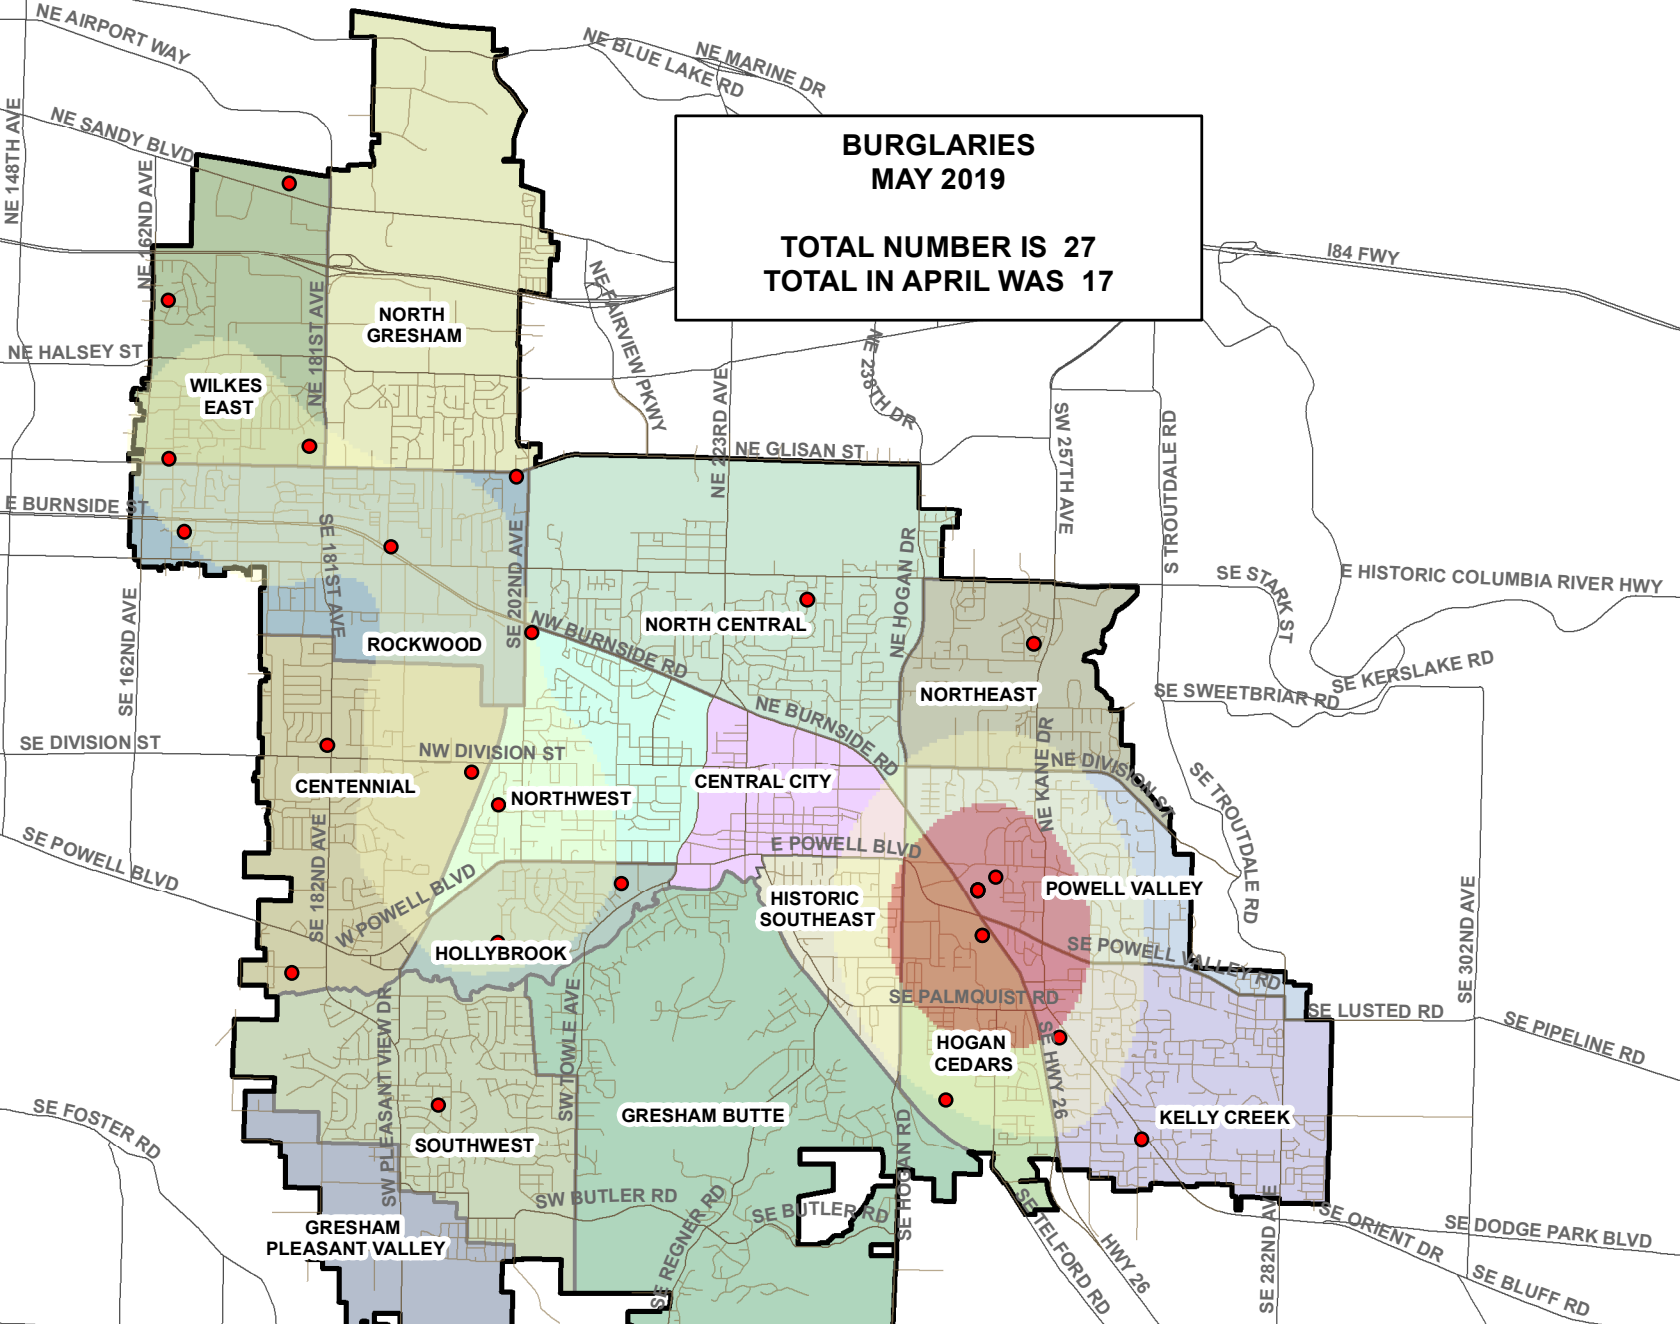 NE AIRPORT WAY
NE BLUE LAKE RD
NE MARINE DR
NE 148TH AVE
NE SANDY BLVD
NE 162ND AVE
BURGLARIES
MAY 2019
TOTAL NUMBER IS 27
TOTAL IN APRIL WAS 17
I84 FWY
NE FAIRVIEW PKWY
NE 181ST AVE
NORTH
GRESHAM
NE HALSEY ST
NE 238TH DR
WILKES
EAST
NE 223RD AVE
SW 257TH AVE
S TROUTDALE RD
NE GLISAN ST
E BURNSIDE ST
SE 181ST AVE
SE 202ND AVE
NE HOGAN DR
SE STARK ST
E HISTORIC COLUMBIA RIVER HWY
SE 162ND AVE
ROCKWOOD
NW BURNSIDE RD
NORTH CENTRAL
NORTHEAST
SE KERSLAKE RD
SE SWEETBRIAR RD
NE BURNSIDE RD
NE KANE DR
SE DIVISION ST
NW DIVISION ST
NE DIVISION ST
CENTENNIAL
NORTHWEST
CENTRAL CITY
SE TROUTDALE RD
SE POWELL BLVD
SE 182ND AVE
W POWELL BLVD
E POWELL BLVD
HISTORIC
SOUTHEAST
POWELL VALLEY
SE 302ND AVE
HOLLYBROOK
SE POWELL VALLEY RD
SE PALMQUIST RD
SE LUSTED RD
SE PIPELINE RD
SW PLEASANT VIEW DR
SW TOWLE AVE
HOGAN
CEDARS
SE HWY 26
SE FOSTER RD
SOUTHWEST
GRESHAM BUTTE
KELLY CREEK
SE HOGAN RD
SW BUTLER RD
SE REGNER RD
SE BUTLER RD
GRESHAM
PLEASANT VALLEY
SE TELFORD RD
HWY 26
SE 282ND AVE
SE ORIENT DR
SE DODGE PARK BLVD
SE BLUFF RD